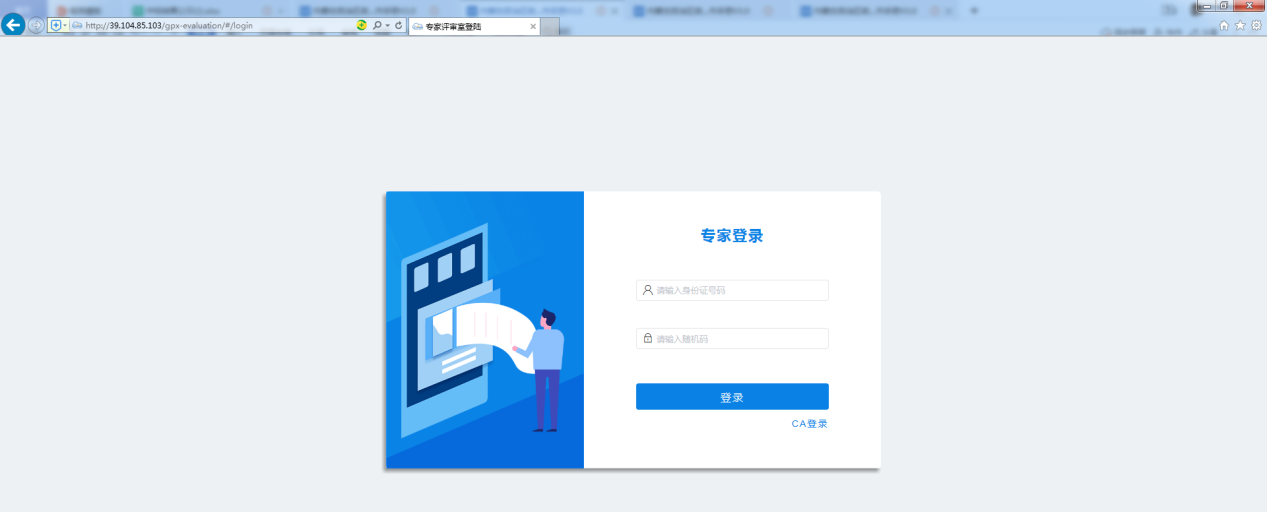 http://39.104.85.103/gpx-evaluation/#/login
专家评审室登陆
专家登录
请输入身份证号码
请输入随机码
登录
CA登录